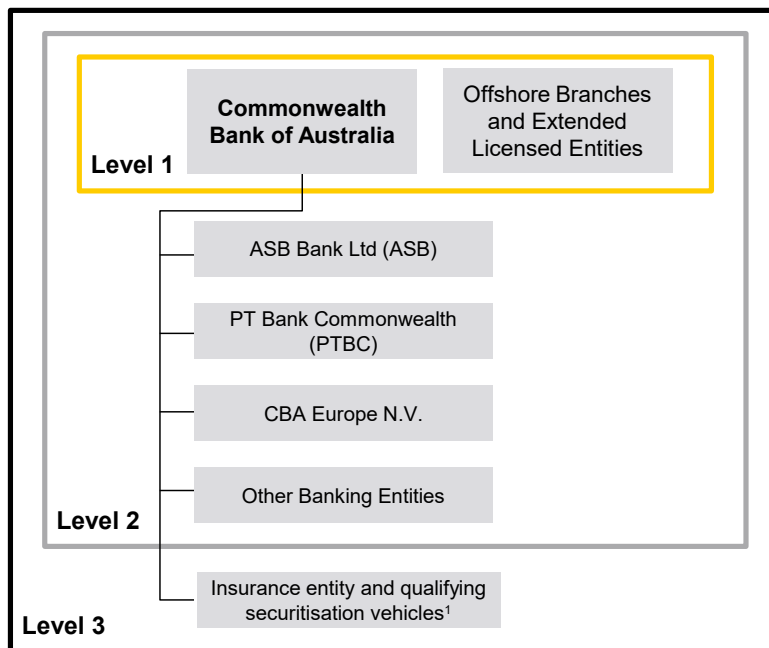 Commonwealth
Bank of Australia
Offshore Branches
and Extended
Licensed Entities
Level 1
ASB Bank Ltd (ASB)
PT Bank Commonwealth
(PTBC)
CBA Europe N.V.
Other Banking Entities
Level 2
Insurance entity and qualifying
securitisation vehicles¹
Level 3